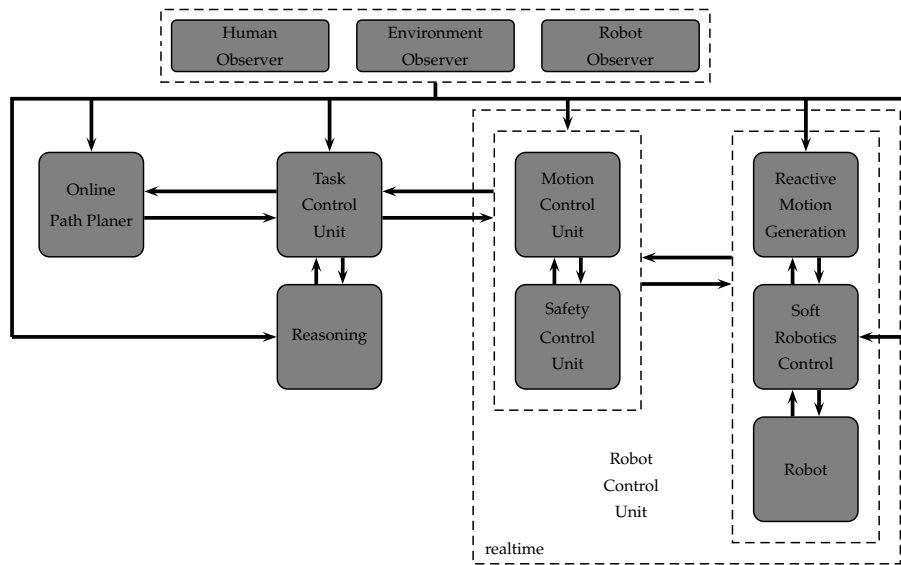 Human
Observer
Environment
Observer
Robot
Observer
Online
Path Planer
Task
Control
Unit
Motion
Control
Unit
Reactive
Motion
Generation
Reasoning
Safety
Control
Unit
Soft
Robotics
Control
Robot
Control
Unit
Robot
realtime